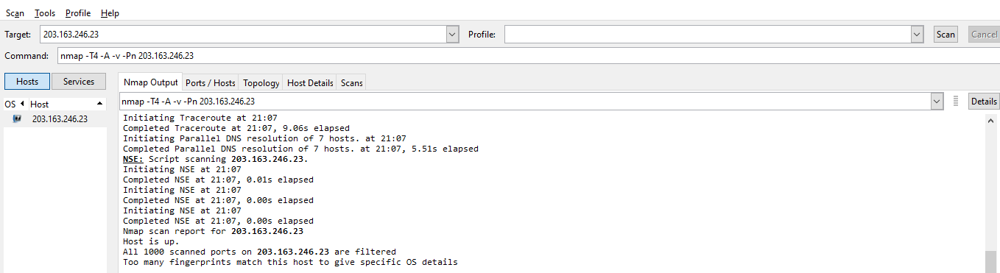 Scan Tools Profile Help
Target: 203.163.246.23 Profile: Scan Cancel
Command: nmap -T4 -A -v -Pn 203.163.246.23
Hosts Services Nmap Output Ports / Hosts Topology Host Details Scans
OS Host nmap -T4 -A -v -Pn 203.163.246.23 Details
203.163.246.23
Initiating Traceroute at 21:07
Completed Traceroute at 21:07, 9.06s elapsed
Initiating Parallel DNS resolution of 7 hosts. at 21:07
Completed Parallel DNS resolution of 7 hosts. at 21:07, 5.51s elapsed
NSE: Script scanning 203.163.246.23.
Initiating NSE at 21:07
Completed NSE at 21:07, 0.01s elapsed
Initiating NSE at 21:07
Completed NSE at 21:07, 0.00s elapsed
Initiating NSE at 21:07
Completed NSE at 21:07, 0.00s elapsed
Nmap scan report for 203.163.246.23
Host is up.
All 1000 scanned ports on 203.163.246.23 are filtered
Too many fingerprints match this host to give specific OS details